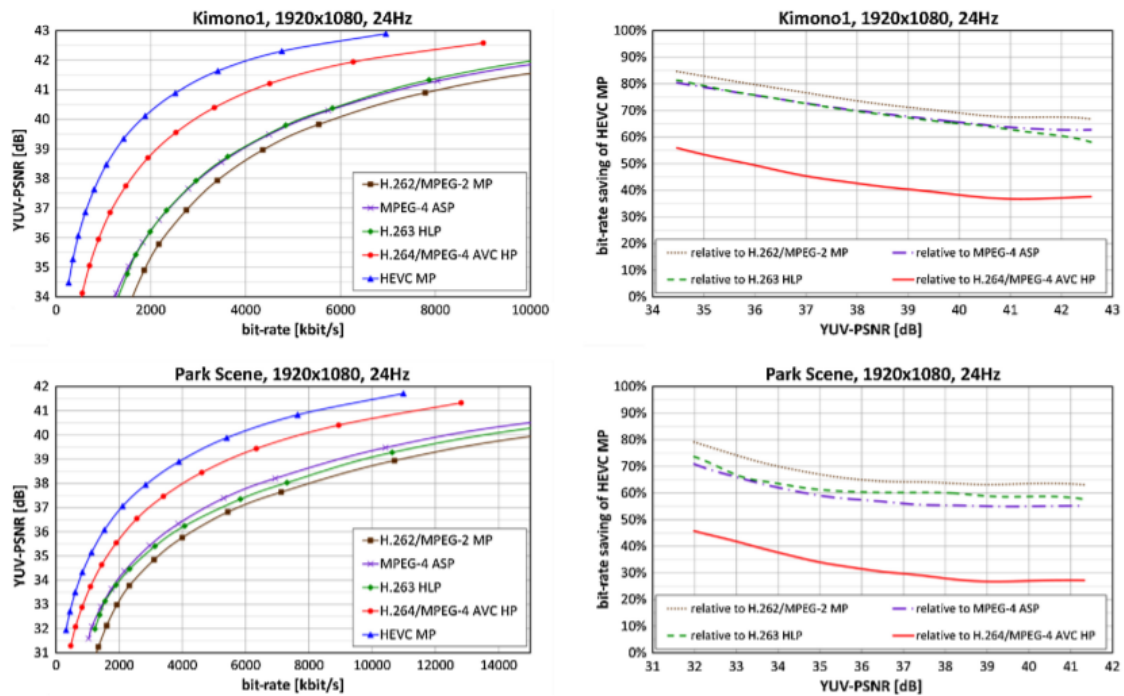 Kimono1, 1920x1080, 24Hz
YUV-PSNR [dB]
43
42
41
40
39
38
37
36
35
34
H.262/MPEG-2 MP
MPEG-4 ASP
H.263 HLP
H.264/MPEG-4 AVC HP
HEVC MP
0 2000 4000 6000 8000 10000
bit-rate [kbit/s]
Kimono1, 1920x1080, 24Hz
bit-rate saving of HEVC MP
100%
90%
80%
70%
60%
50%
40%
30%
20%
10%
0%
relative to H.262/MPEG-2 MP relative to MPEG-4 ASP
relative to H.263 HLP relative to H.264/MPEG-4 AVC HP
34 35 36 37 38 39 40 41 42 43
YUV-PSNR [dB]
Park Scene, 1920x1080, 24Hz
YUV-PSNR [dB]
42
41
40
39
38
37
36
35
34
33
32
31
H.262/MPEG-2 MP
MPEG-4 ASP
H.263 HLP
H.264/MPEG-4 AVC HP
HEVC MP
0 2000 4000 6000 8000 10000 12000 14000
bit-rate [kbit/s]
Park Scene, 1920x1080, 24Hz
bit-rate saving of HEVC MP
100%
90%
80%
70%
60%
50%
40%
30%
20%
10%
0%
relative to H.262/MPEG-2 MP relative to MPEG-4 ASP
relative to H.263 HLP relative to H.264/MPEG-4 AVC HP
31 32 33 34 35 36 37 38 39 40 41 42
YUV-PSNR [dB]